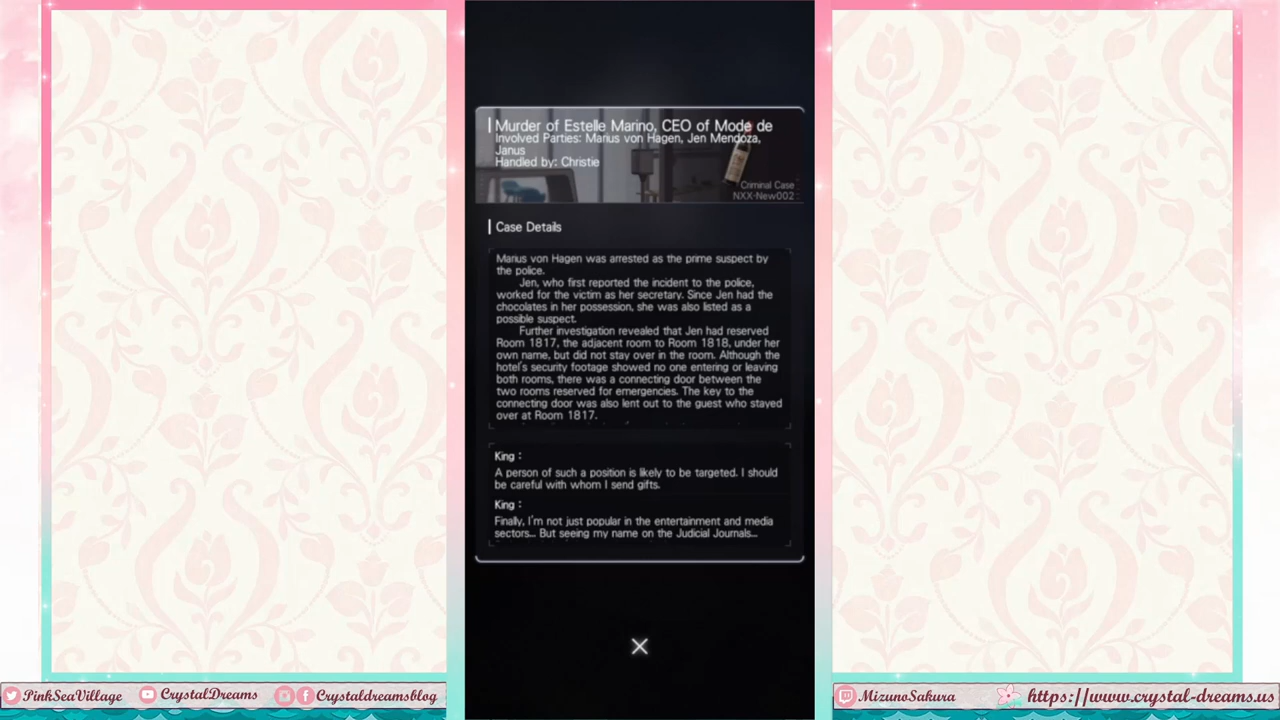 Murder of Estelle Marino, CEO of Mode de
Involved Parties: Marius von Hagen, Jen Mendoza,
Janus
Handled by: Christie
Criminal Case
NXX-New002
Case Details
Marius von Hagen was arrested as the prime suspect by
the police.
Jen, who first reported the incident to the police,
worked for the victim as her secretary. Since Jen had the
chocolates in her possession, she was also listed as a
possible suspect.
Further investigation revealed that Jen had reserved
Room 1817, the adjacent room to Room 1818, under her
own name, but did not stay over in the room. Although the
hotel's security footage showed no one entering or leaving
both rooms, there was a connecting door between the
two rooms reserved for emergencies. The key to the
connecting door was also lent out to the guest who stayed
over at Room 1817.
King :
A person of such a position is likely to be targeted. I should
be careful with whom I send gifts.
King :
Finally, I'm not just popular in the entertainment and media
sectors... But seeing my name on the Judicial Journals...
PinkSeaVillage
CrystalDreams
Crystaldreamsblog
MizunoSakura
https://www.crystal-dreams.us